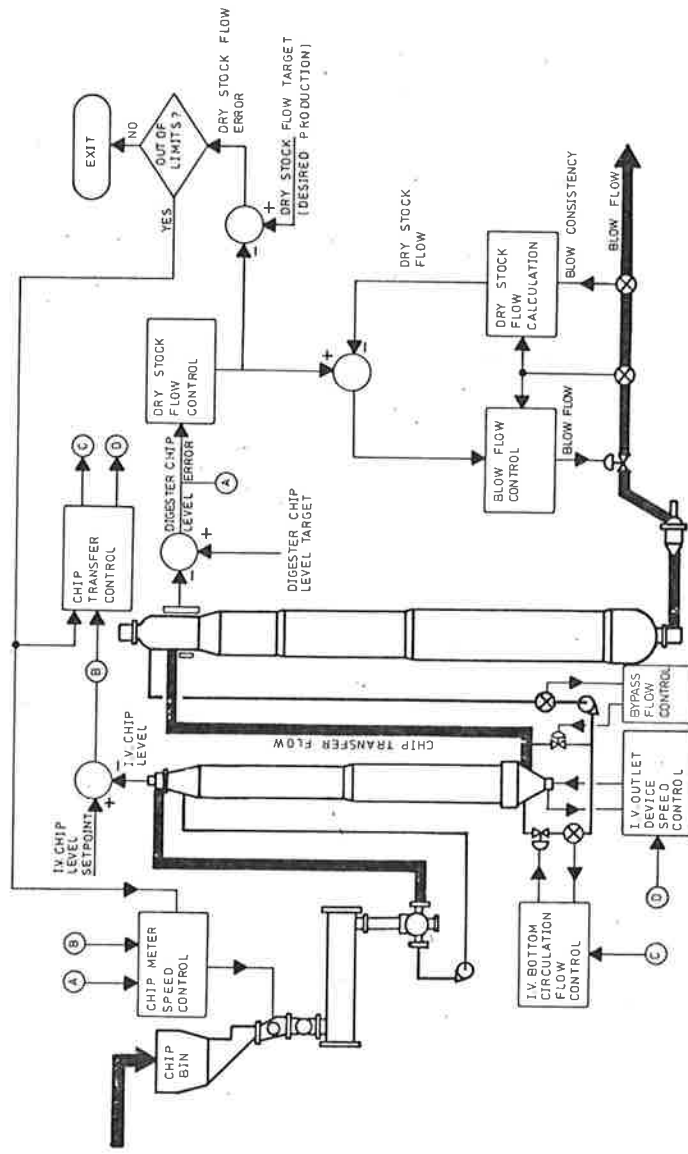 CHIP
BIN
A
B
CHIP METER
SPEED
CONTROL
I.V. CHIP
LEVEL
SETPOINT
+
-
I.V. CHIP
LEVEL
B
CHIP
TRANSFER
CONTROL
C
D
DIGESTER CHIP
LEVEL ERROR
-
+
DIGESTER CHIP
LEVEL TARGET
A
DRY STOCK
FLOW
CONTROL
YES
OUT OF
LIMITS?
NO
EXIT
DRY STOCK FLOW
ERROR
-
+
DRY STOCK FLOW TARGET
(DESIRED PRODUCTION)
+
-
DRY STOCK
FLOW
BLOW FLOW
CONTROL
DRY STOCK
FLOW
CALCULATION
BLOW FLOW
BLOW CONSISTENCY
BLOW FLOW
CHIP TRANSFER FLOW
I.V. BOTTOM
CIRCULATION
FLOW
CONTROL
C
I.V. OUTLET
DEVICE
SPEED
CONTROL
D
BYPASS
FLOW
CONTROL